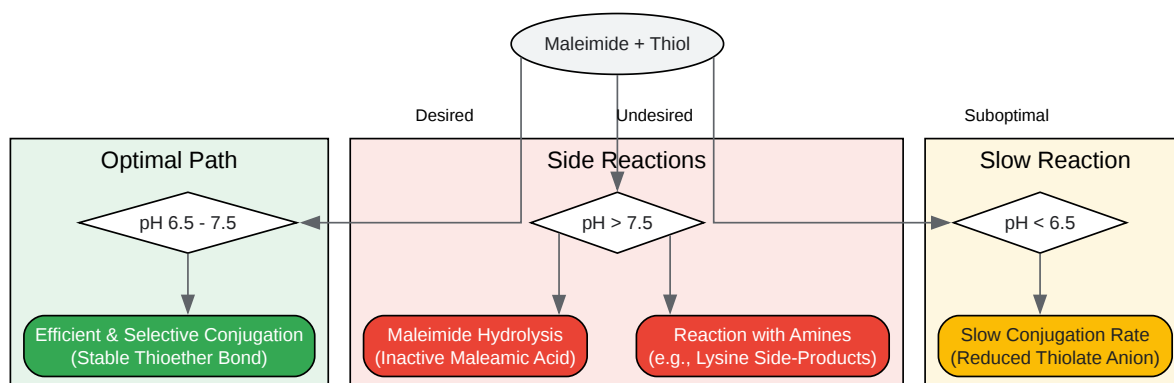 Maleimide + Thiol
Desired
Undesired
Suboptimal
Optimal Path
Side Reactions
Slow Reaction
pH 6.5 - 7.5
pH > 7.5
pH < 6.5
Efficient & Selective Conjugation
(Stable Thioether Bond)
Maleimide Hydrolysis
(Inactive Maleamic Acid)
Reaction with Amines
(e.g., Lysine Side-Products)
Slow Conjugation Rate
(Reduced Thiolate Anion)